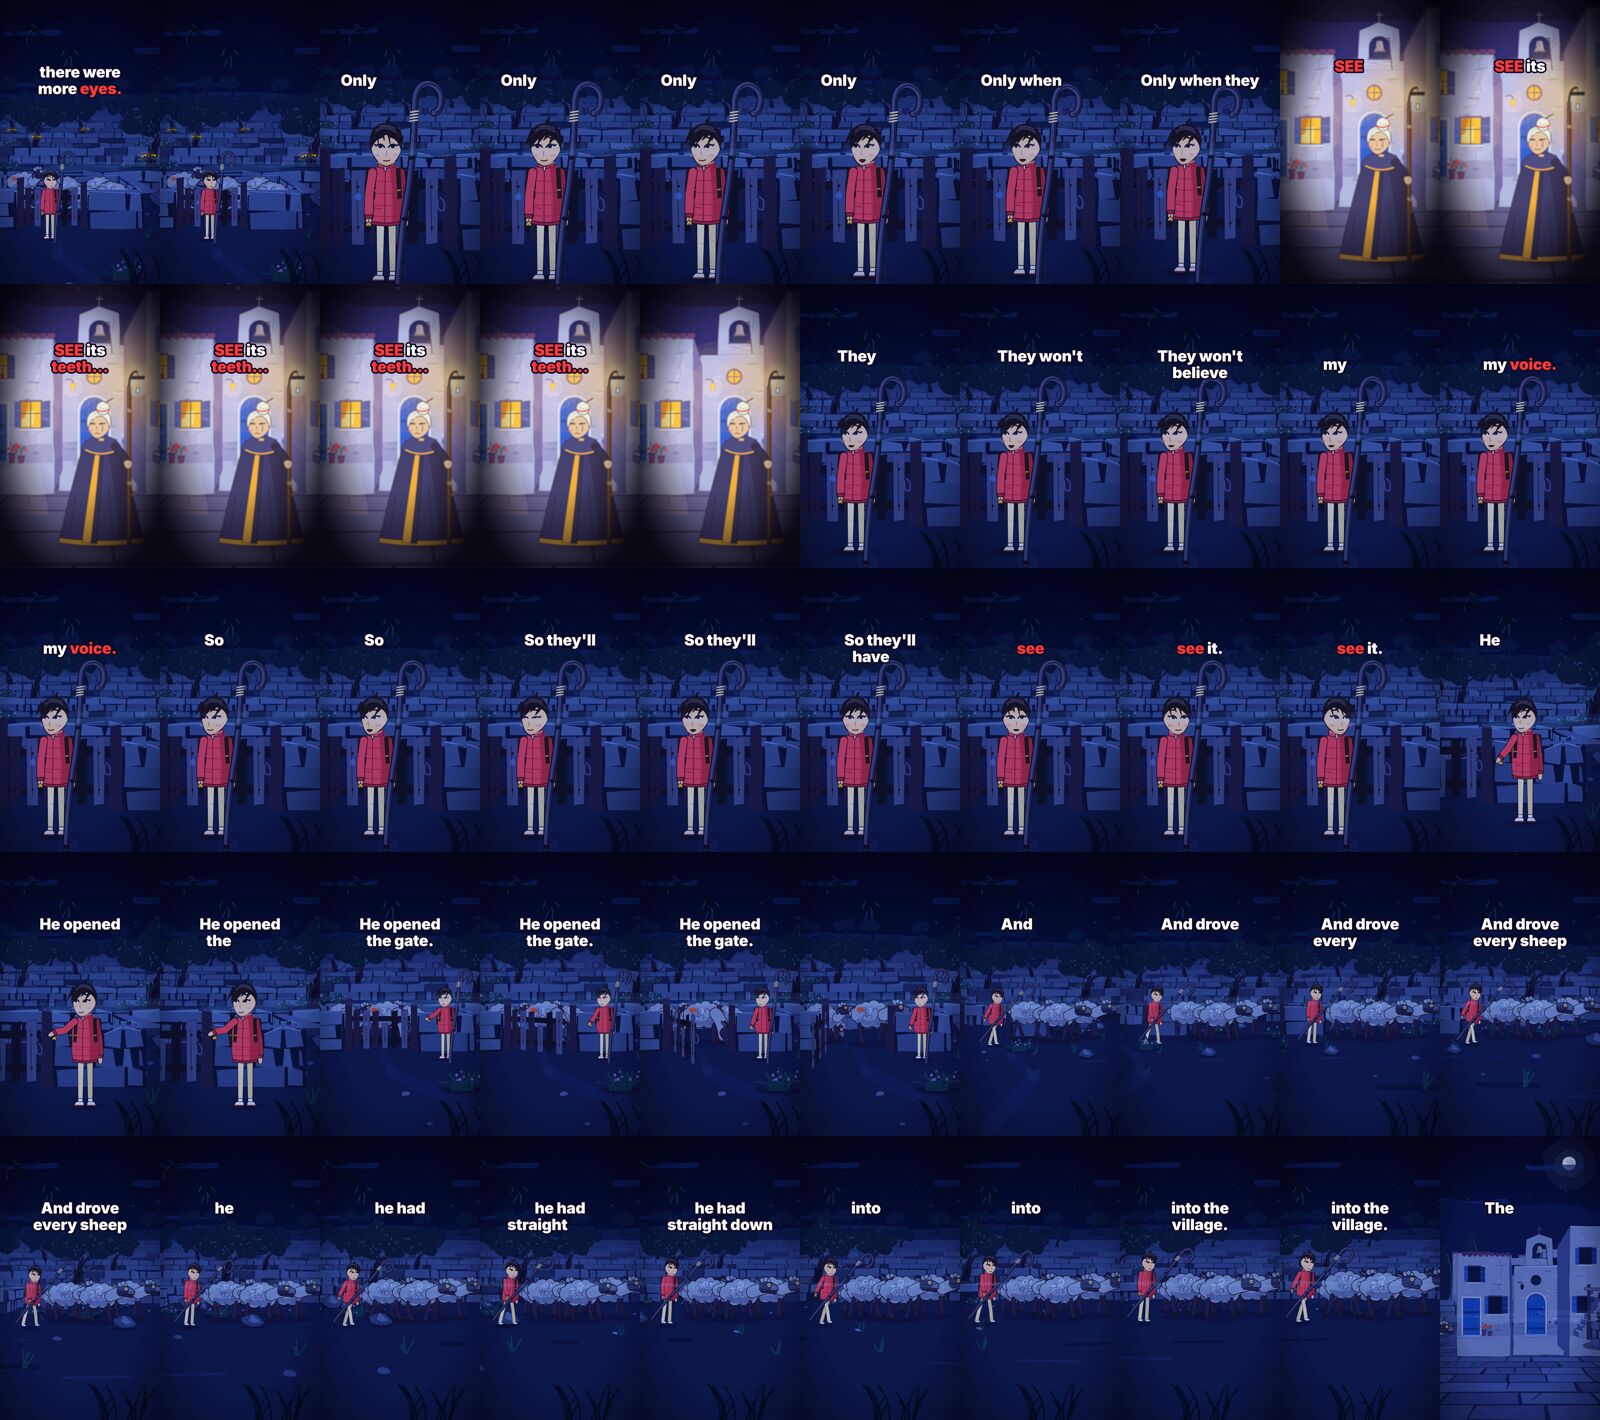 there were
more eyes.
Only
Only
Only
Only
Only when
Only when they
SEE
SEE its
SEE its
teeth...
SEE its
teeth...
SEE its
teeth...
SEE its
teeth...
They
They won't
They won't
believe
my
my voice.
my voice.
So
So
So they'll
So they'll
So they'll
have
see
see it.
see it.
He
He opened
He opened
the
He opened
the gate.
He opened
the gate.
He opened
the gate.
And
And drove
And drove
every
And drove
every sheep
And drove
every sheep
he
he had
he had
straight
he had
straight down
into
into
into the
village.
into the
village.
The